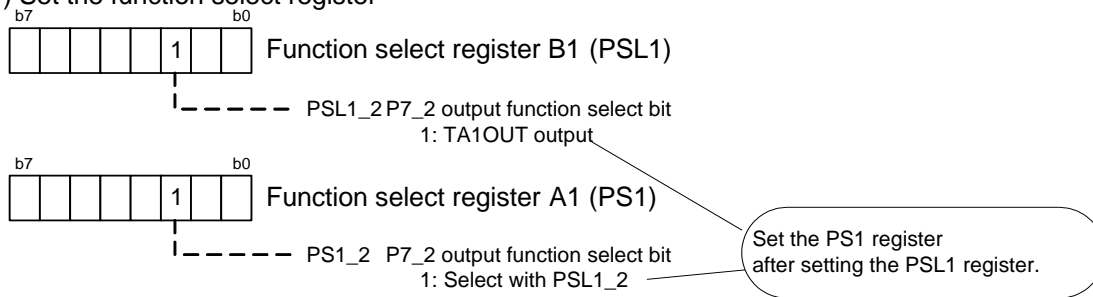 ) Set the function select register
b7 b0
1 Function select register B1 (PSL1)
PSL1_2 P7_2 output function select bit
1: TA1OUT output
b7 b0
1 Function select register A1 (PS1)
PS1_2 P7_2 output function select bit
1: Select with PSL1_2
Set the PS1 register
after setting the PSL1 register.